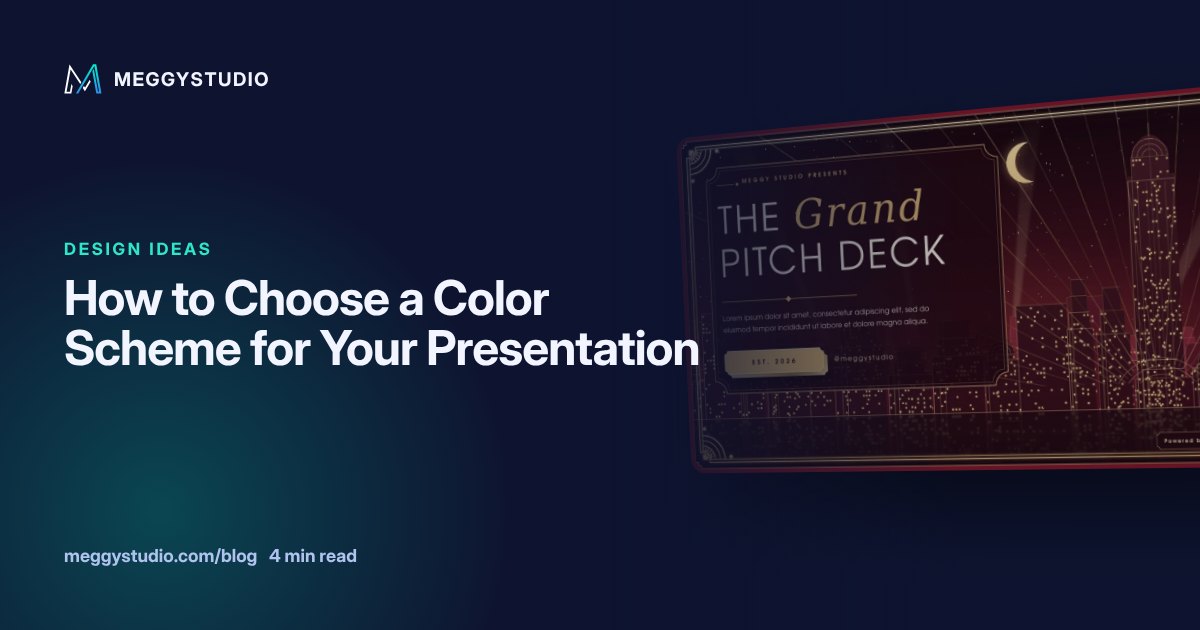 MEGGYSTUDIO
DESIGN IDEAS
How to Choose a Color
Scheme for Your Presentation
meggystudio.com/blog 4 min read
MEGGY STUDIO PRESENTS
THE Grand
PITCH DECK
Lorem ipsum dolor sit amet, consectetur adipiscing elit, sed do
eiusmod tempor incididunt ut labore et dolore magna aliqua.
EST. 2026
@meggystudio
Powered